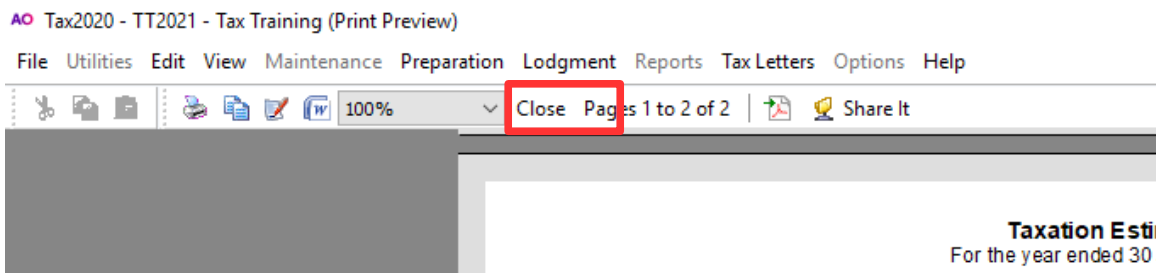 AO Tax2020 - TT2021 - Tax Training (Print Preview)
File Utilities Edit View Maintenance Preparation Lodgment Reports Tax Letters Options Help
W 100% Close Pages 1 to 2 of 2 Share It
Taxation Esti
For the year ended 30